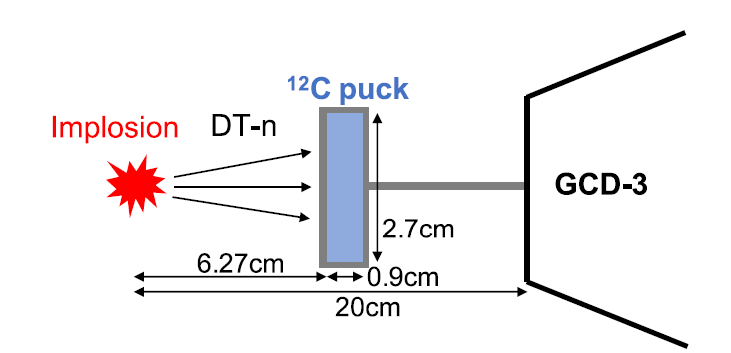 ¹²C puck
Implosion
DT-n
GCD-3
2.7cm
6.27cm
0.9cm
20cm